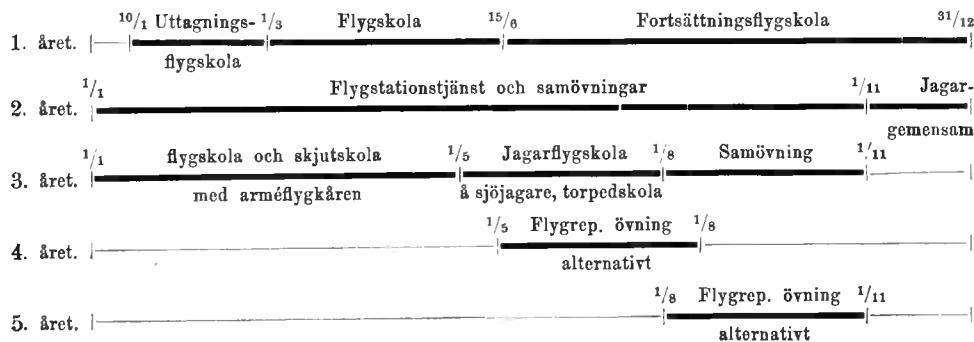 10/1 Uttagnings- 1/3 Flygskola 15/6 Fortsättningsflygskola 31/12
1. året.
flygskola
1/1 Flygstationstjänst och samövningar 1/11 Jagar-
2. året.
gemensam
1/1 flygskola och skjutskola 1/5 Jagarflygskola 1/8 Samövning 1/11
3. året.
med arméflygkåren å sjöjagare, torpedskola
1/5 Flygrep. övning 1/8
4. året.
alternativt
1/8 Flygrep. övning 1/11
5. året.
alternativt